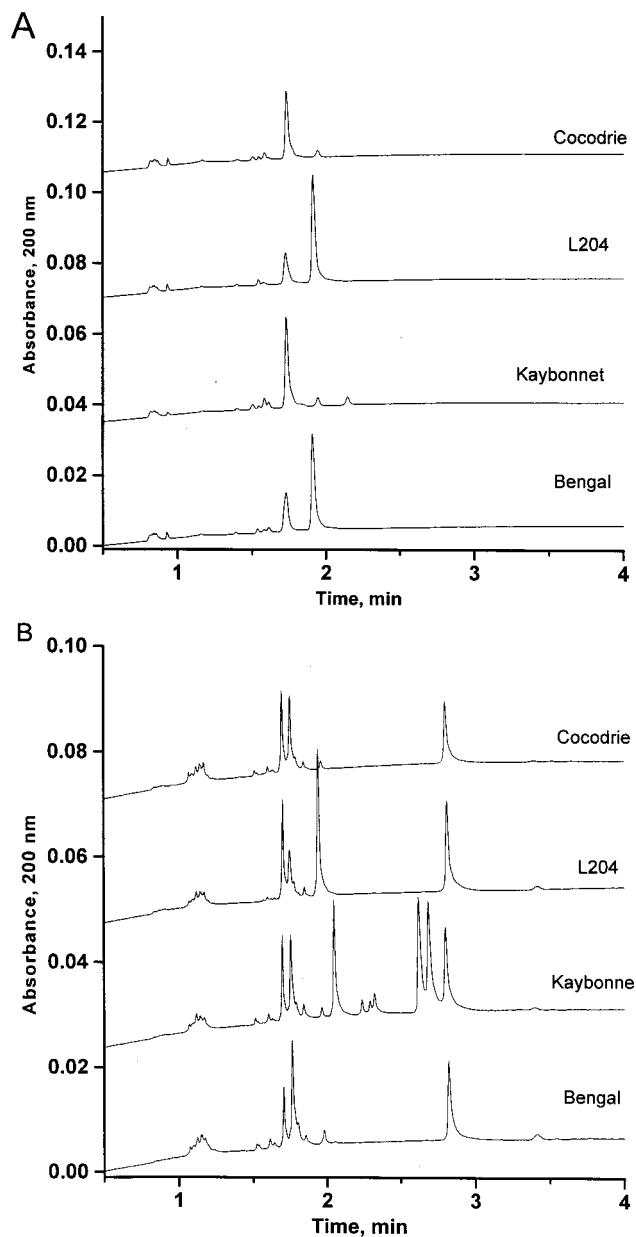 A
0.14
Cocodrie
0.12
0.10
L204
0.08
0.06
Kaybonnet
0.04
Bengal
0.02
0.00
1
2
3
4
Absorbance, 200 nm
Time, min
B
0.10
Cocodrie
0.08
L204
0.06
0.04
Kaybonne
0.02
Bengal
0.00
1
2
3
4
Absorbance, 200 nm
Time, min